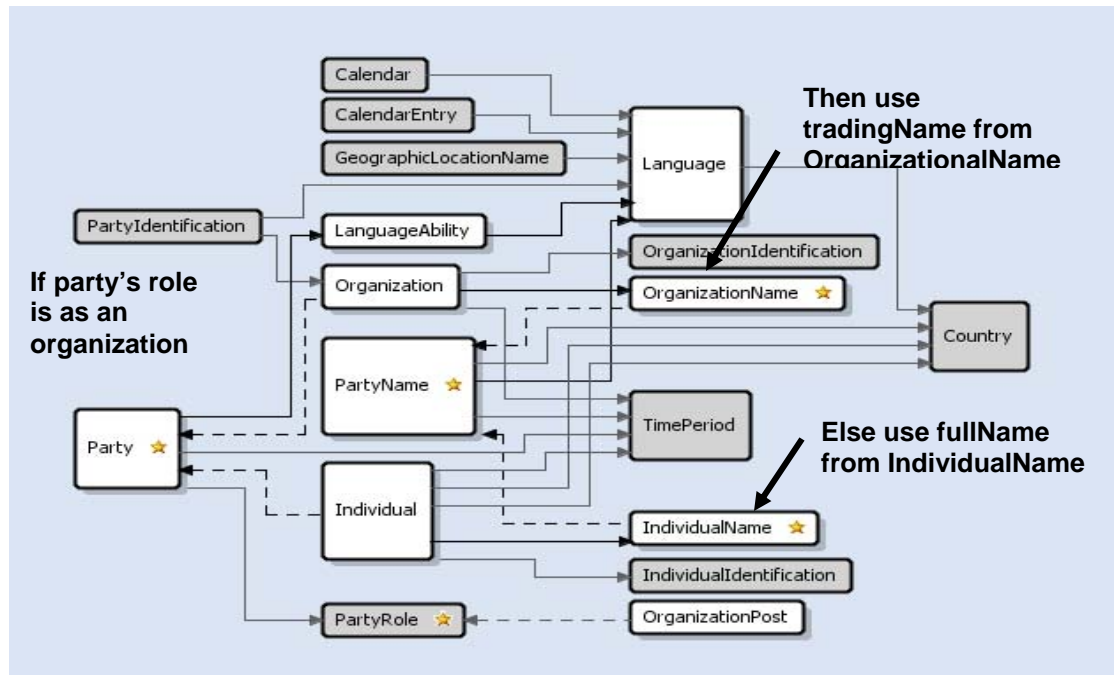 Calendar
CalendarEntry
GeographicLocationName
PartyIdentification
LanguageAbility
Organization
Language
Then use
tradingName from
OrganizationalName
OrganizationIdentification
OrganizationName
If party's role
is as an
organization
PartyName
Country
TimePeriod
Party
Individual
Else use fullName
from IndividualName
IndividualName
IndividualIdentification
PartyRole
OrganizationPost